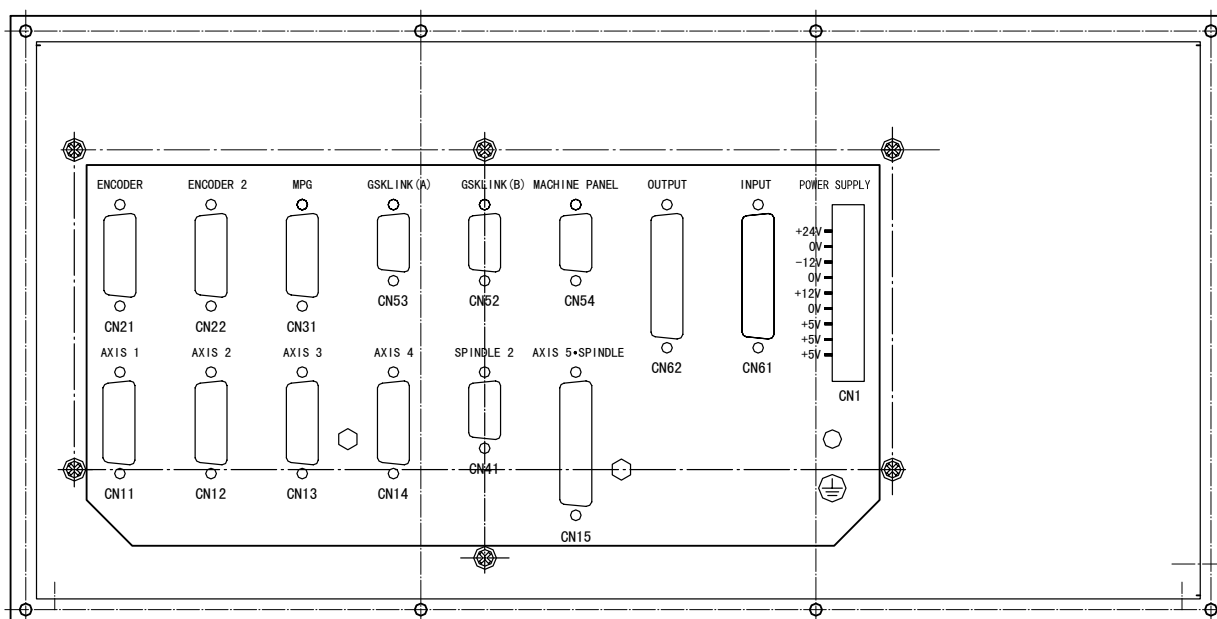 ENCODER ENCODER 2 MPG GSKLINK(A) GSKLINK(B) MACHINE PANEL OUTPUT INPUT POWER SUPPLY
+24V
0V
-12V
0V
+12V
0V
+5V
+5V
+5V
CN53 CN52 CN54
CN21 CN22 CN31
AXIS 1 AXIS 2 AXIS 3 AXIS 4 SPINDLE 2 AXIS 5•SPINDLE
CN62 CN61
CN1
CN41
CN11 CN12 CN13 CN14
CN15